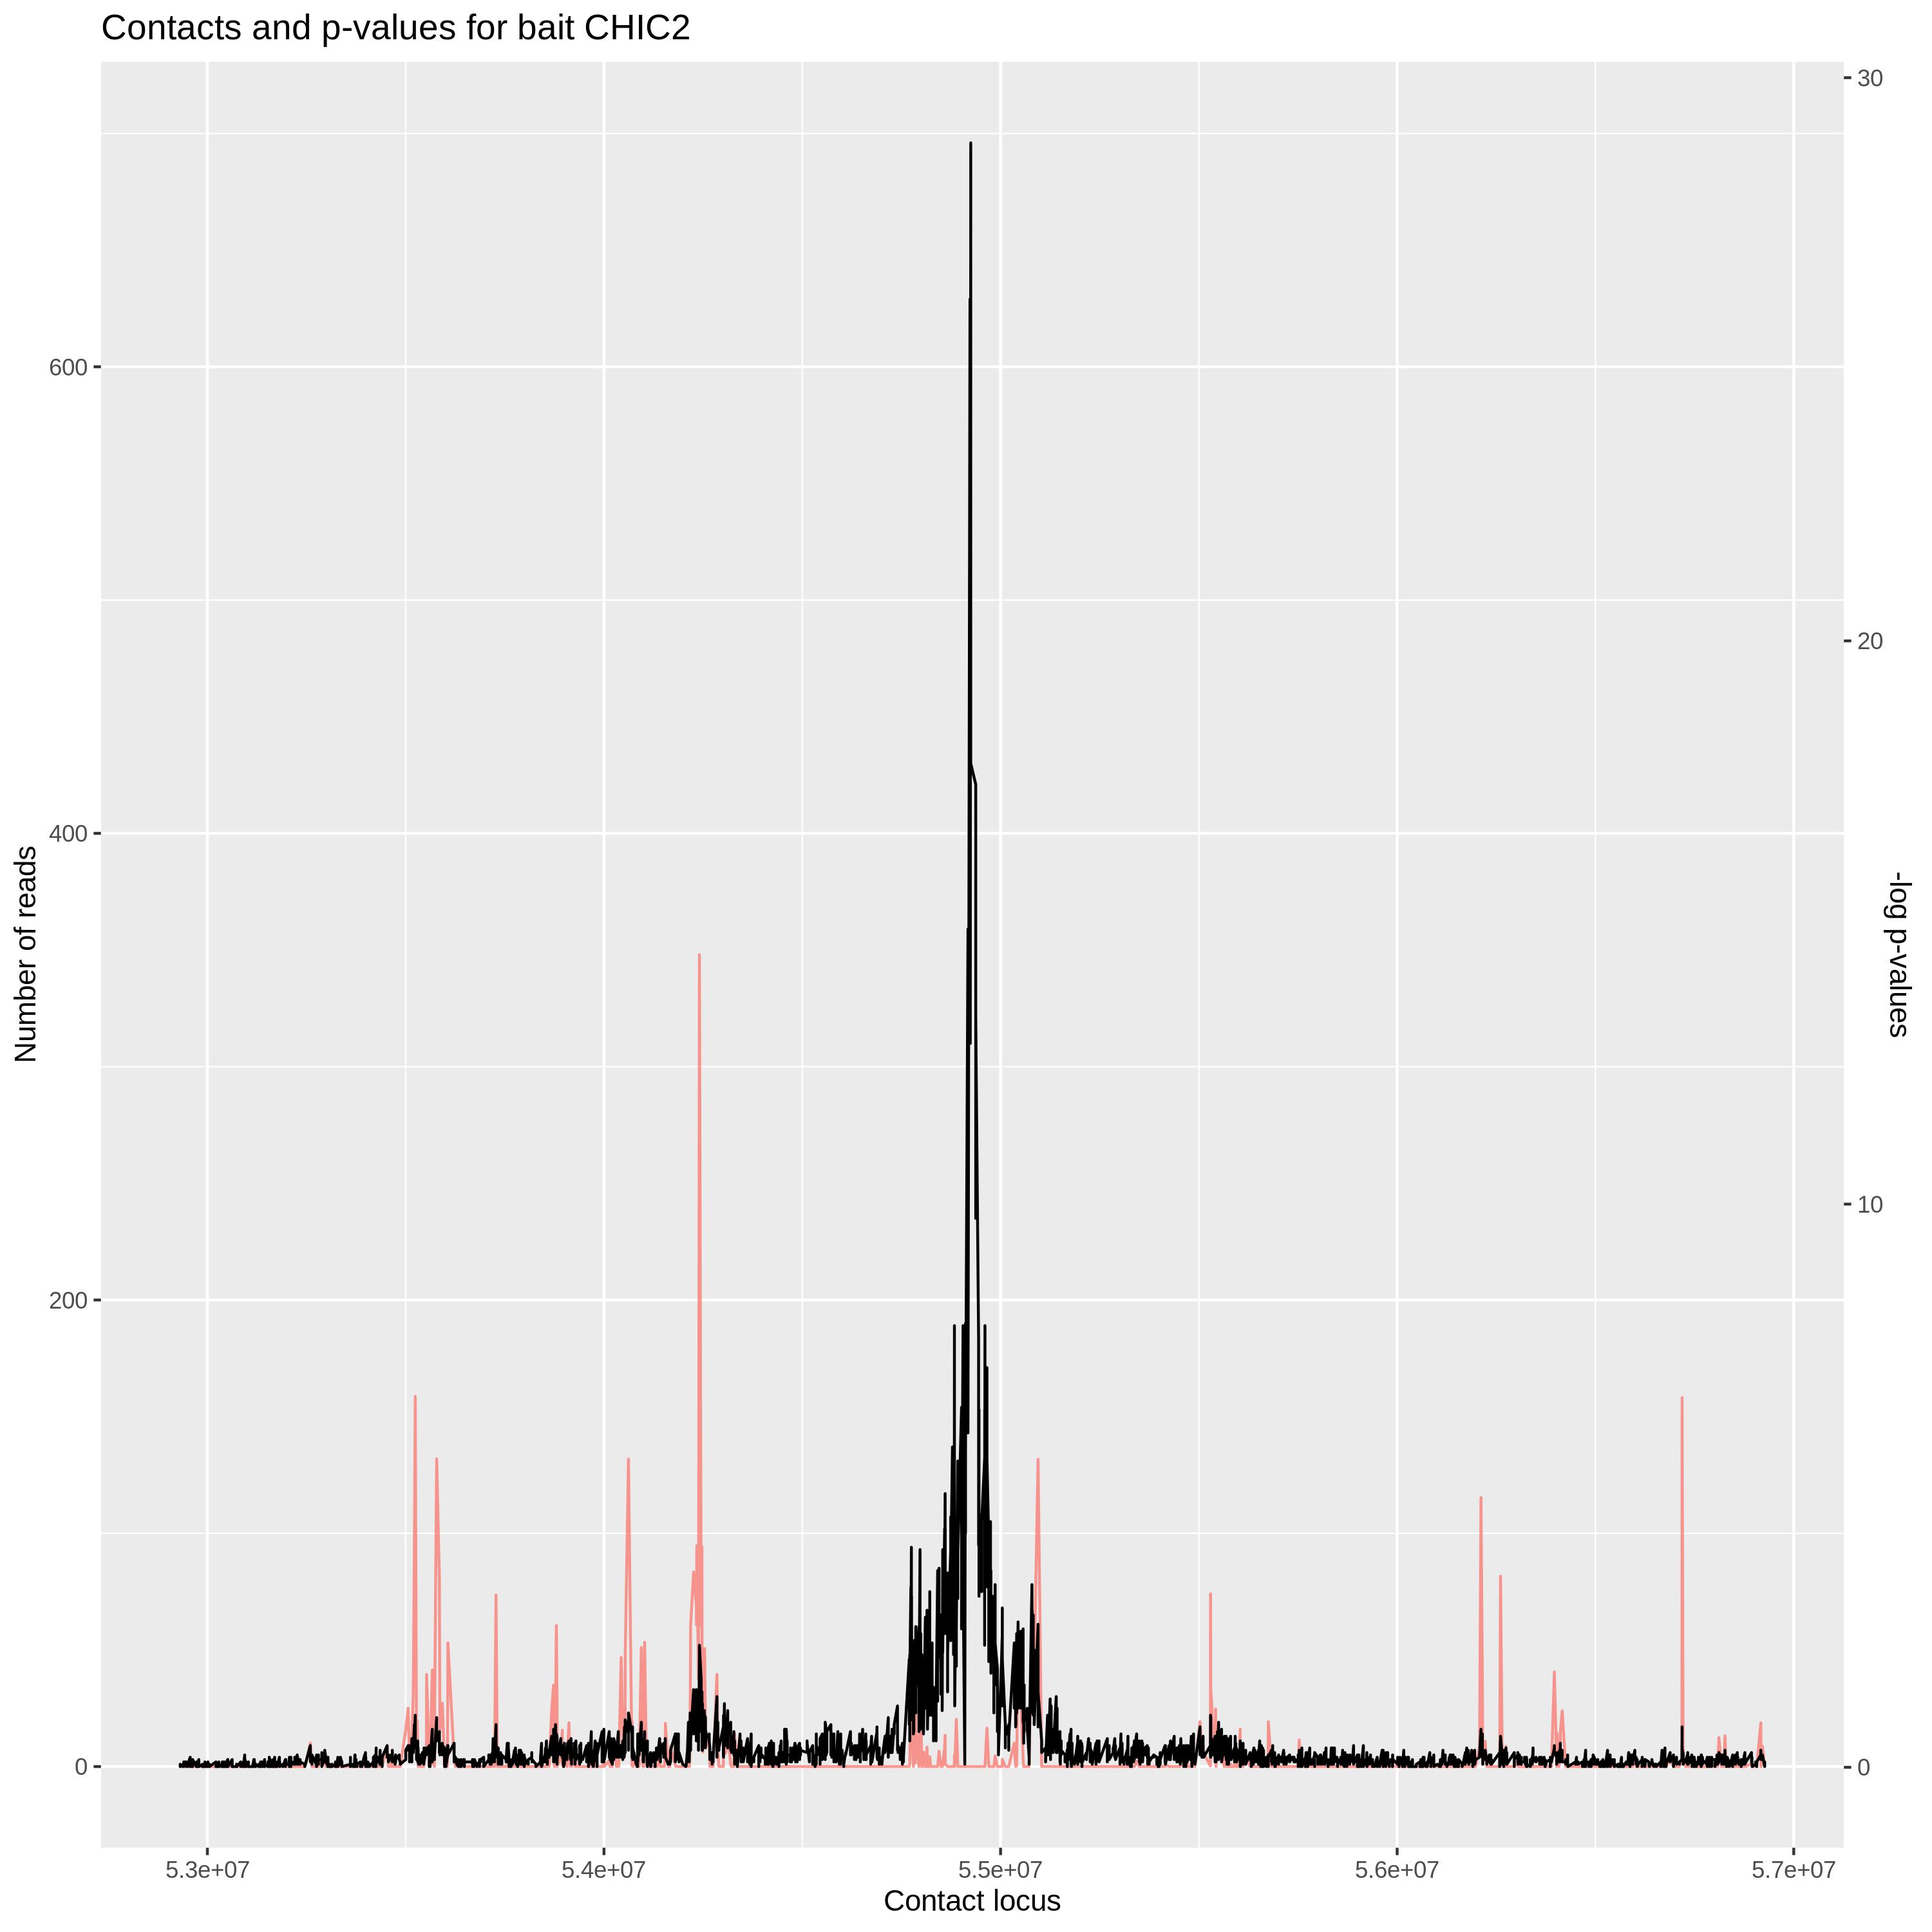 Contacts and p-values for bait CHIC2
30
600
20
400
Number of reads
-log p-values
10
200
0
0
5.3e+07
5.4e+07
5.5e+07
5.6e+07
5.7e+07
Contact locus